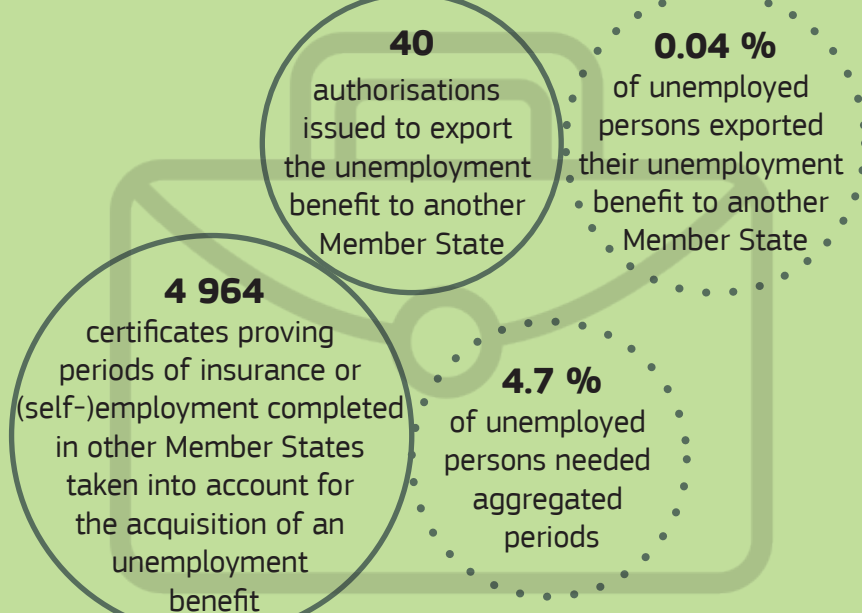 40
authorisations
issued to export
the unemployment
benefit to another
Member State
0.04 %
of unemployed
persons exported
their unemployment
benefit to another
Member State
4 964
certificates proving
periods of insurance or
(self-)employment completed
in other Member States
taken into account for
the acquisition of an
unemployment
benefit
4.7 %
of unemployed
persons needed
aggregated
periods